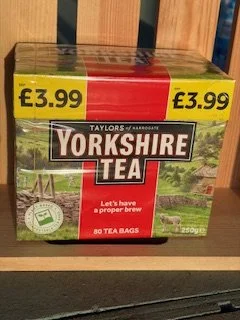 £3.99
£3.99
TAYLORS of HARROGATE
YORKSHIRE
TEA
Let's have
a proper brew
80 TEA BAGS
250g℮